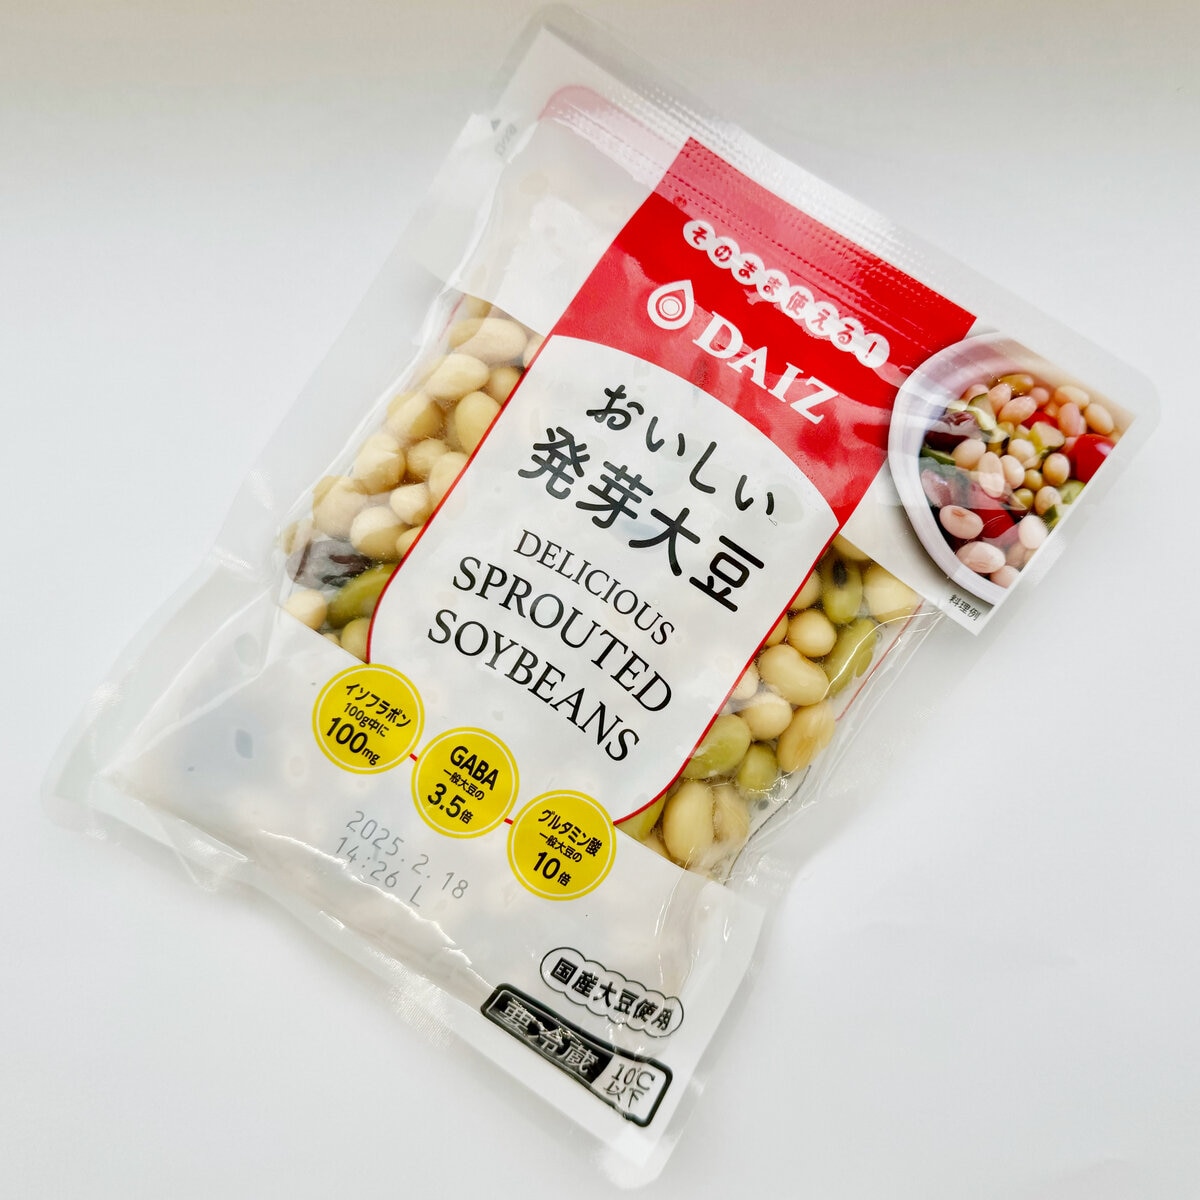 そのまま使える!
DAIZ
おいしい
発芽大豆
DELICIOUS
SPROUTED
SOYBEANS
料理例
イソフラボン
100g中に
100mg
GABA
一般大豆の
3.5倍
グルタミン酸
一般大豆の
10倍
2025.2.18
14:26 L
国産大豆使用
要冷蔵
10℃
以下